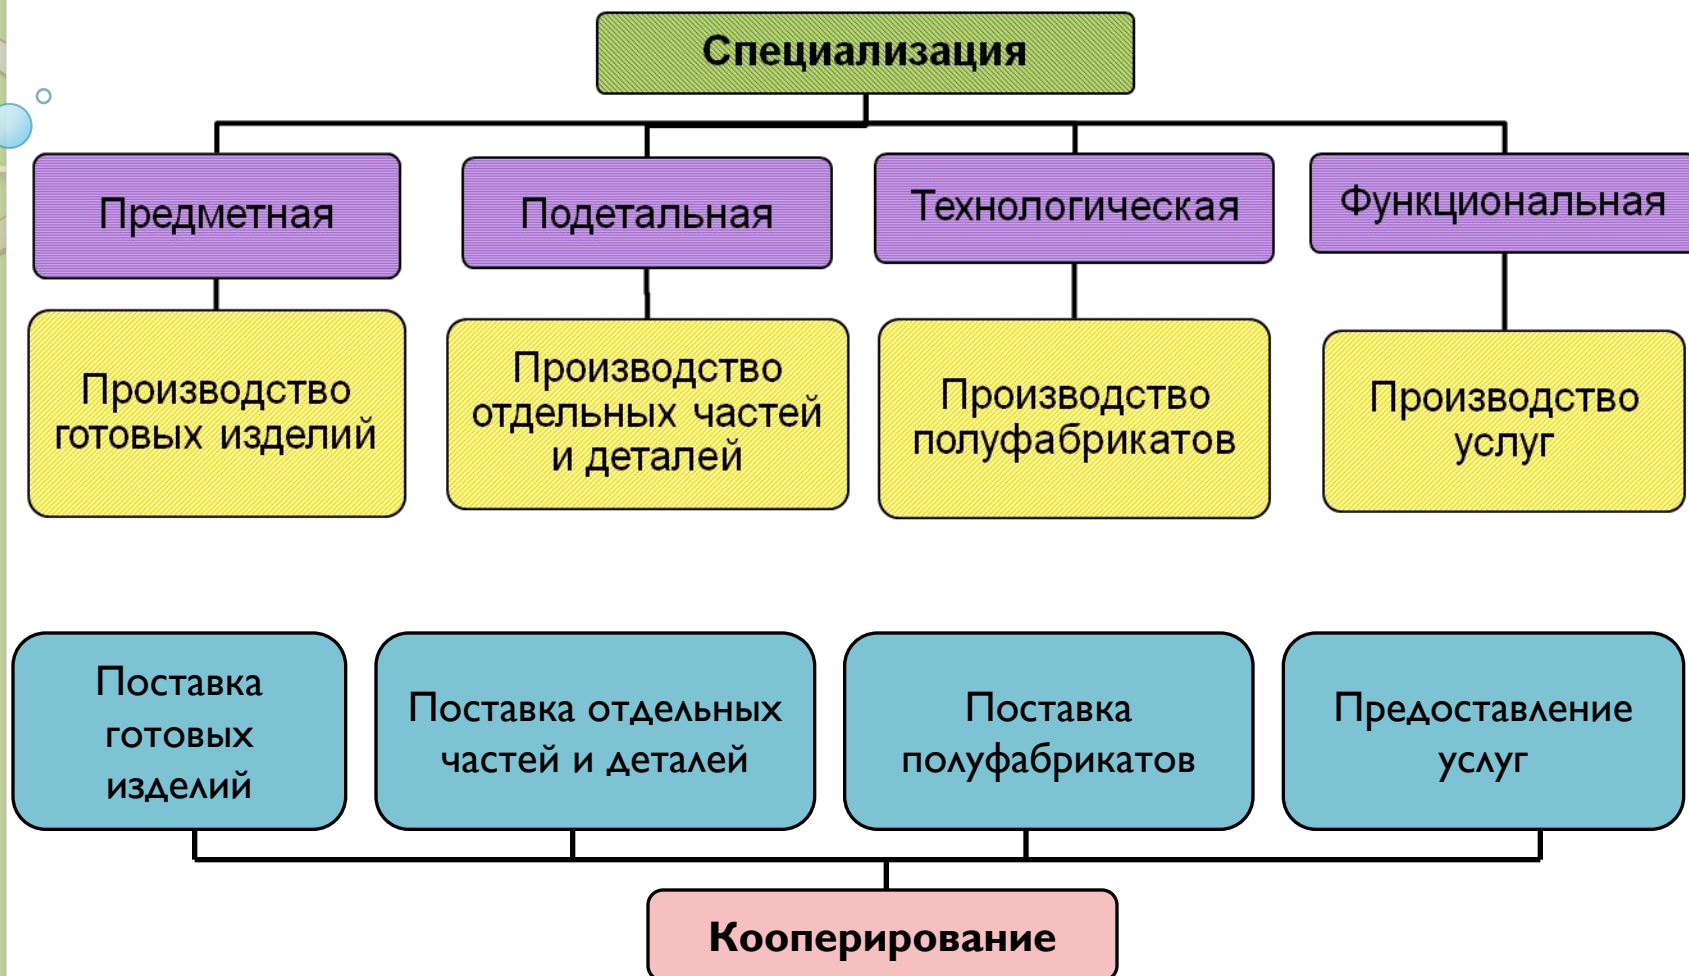 Специализация
Предметная
Подетальная
Технологическая
Функциональная
Производство
готовых изделий
Производство
отдельных частей
и деталей
Производство
полуфабрикатов
Производство
услуг
Поставка
готовых
изделий
Поставка отдельных
частей и деталей
Поставка
полуфабрикатов
Предоставление
услуг
Кооперирование